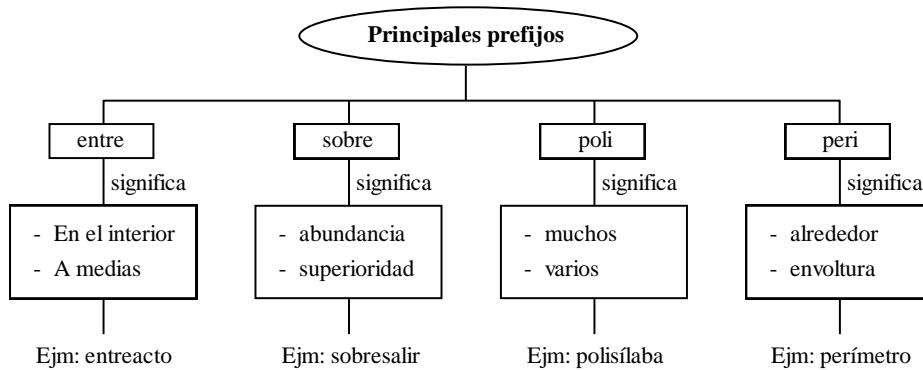 Principales prefijos
entre sobre poli peri
significa significa significa significa
- En el interior - abundancia - muchos - alrededor
- A medias - superioridad - varios - envoltura
Ejm: entreacto Ejm: sobresalir Ejm: polisílaba Ejm: perímetro